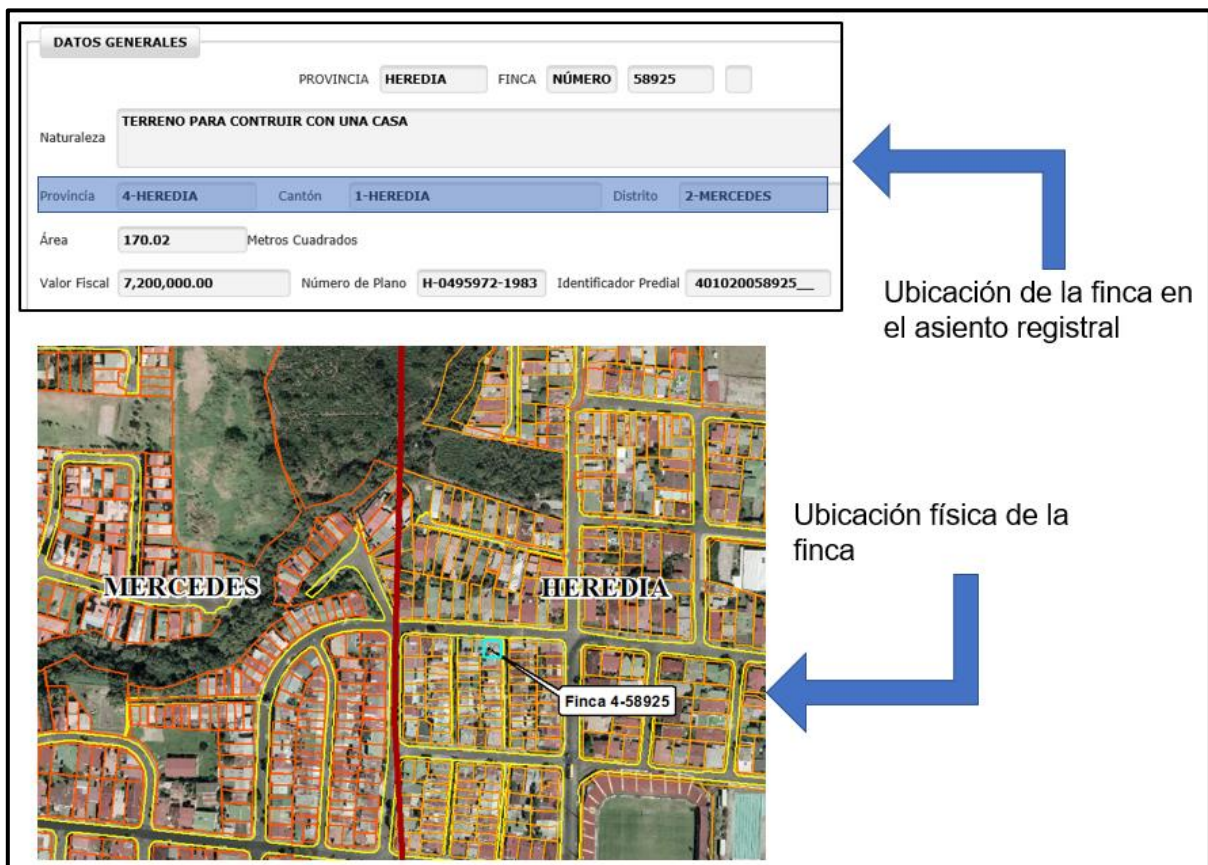 DATOS GENERALES
PROVINCIA HEREDIA FINCA NÚMERO 58925
TERRENO PARA CONTRUIR CON UNA CASA
Naturaleza
Provincia 4-HEREDIA Cantón 1-HEREDIA Distrito 2-MERCEDES
Área 170.02 Metros Cuadrados
Valor Fiscal 7,200,000.00 Número de Plano H-0495972-1983 Identificador Predial 401020058925__
Ubicación de la finca en
el asiento registral
Ubicación física de la
finca
MERCEDES HEREDIA
Finca 4-58925